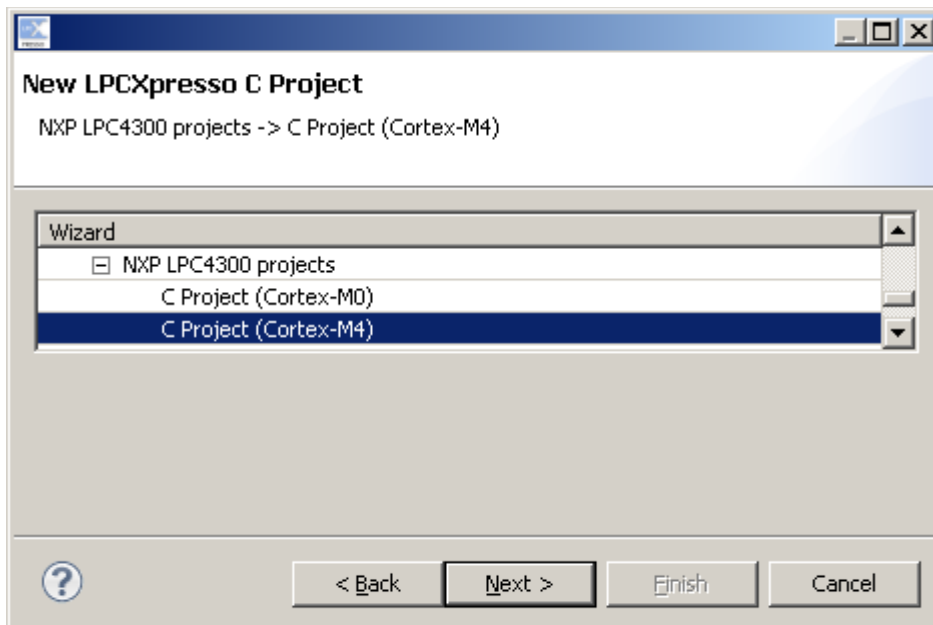 New LPCXpresso C Project
NXP LPC4300 projects -> C Project (Cortex-M4)
Wizard
NXP LPC4300 projects
C Project (Cortex-M0)
C Project (Cortex-M4)
< Back Next > Finish Cancel